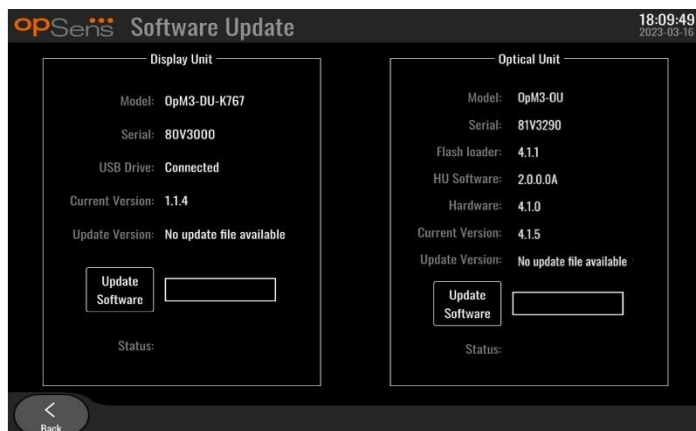 opSens Software Update
18:09:49
2023-03-16
Display Unit
Model: OpM3-DU-K767
Serial: 80V3000
USB Drive: Connected
Current Version: 1.1.4
Update Version: No update file available
Update
Software
Status:
Optical Unit
Model: OpM3-OU
Serial: 81V3290
Flash loader: 4.1.1
HU Software: 2.0.0.0A
Hardware: 4.1.0
Current Version: 4.1.5
Update Version: No update file available
Update
Software
Status:
Back